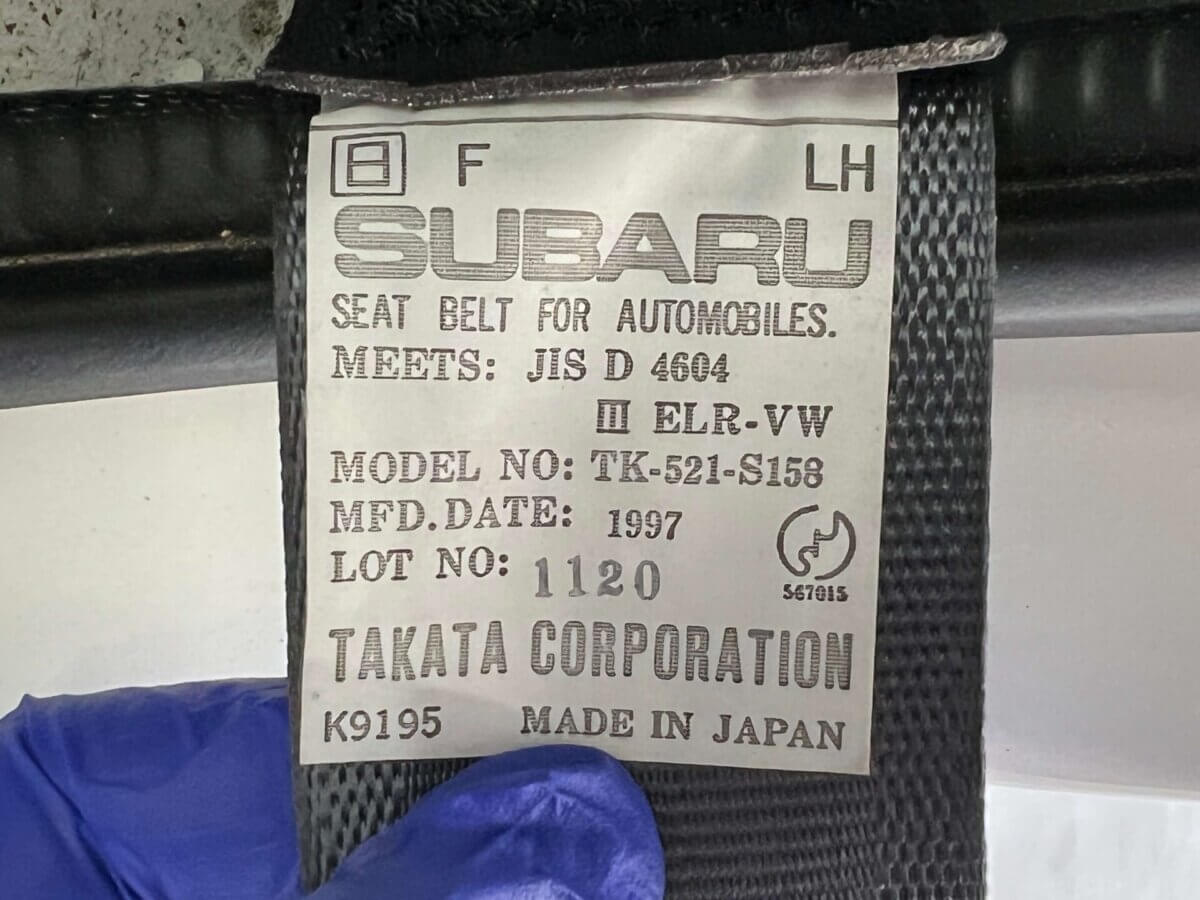 日 F LH
SUBARU
SEAT BELT FOR AUTOMOBILES.
MEETS: JIS D 4604
III ELR-VW
MODEL NO: TK-521-S158
MFD.DATE: 1997
LOT NO: 1120
567015
TAKATA CORPORATION
K9195 MADE IN JAPAN